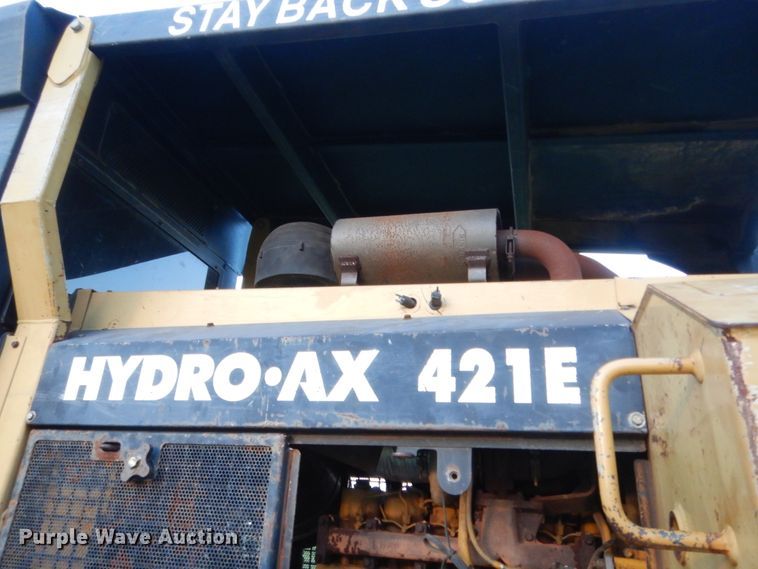 STAY BACK
HYDRO•AX 421E
Purple Wave Auction